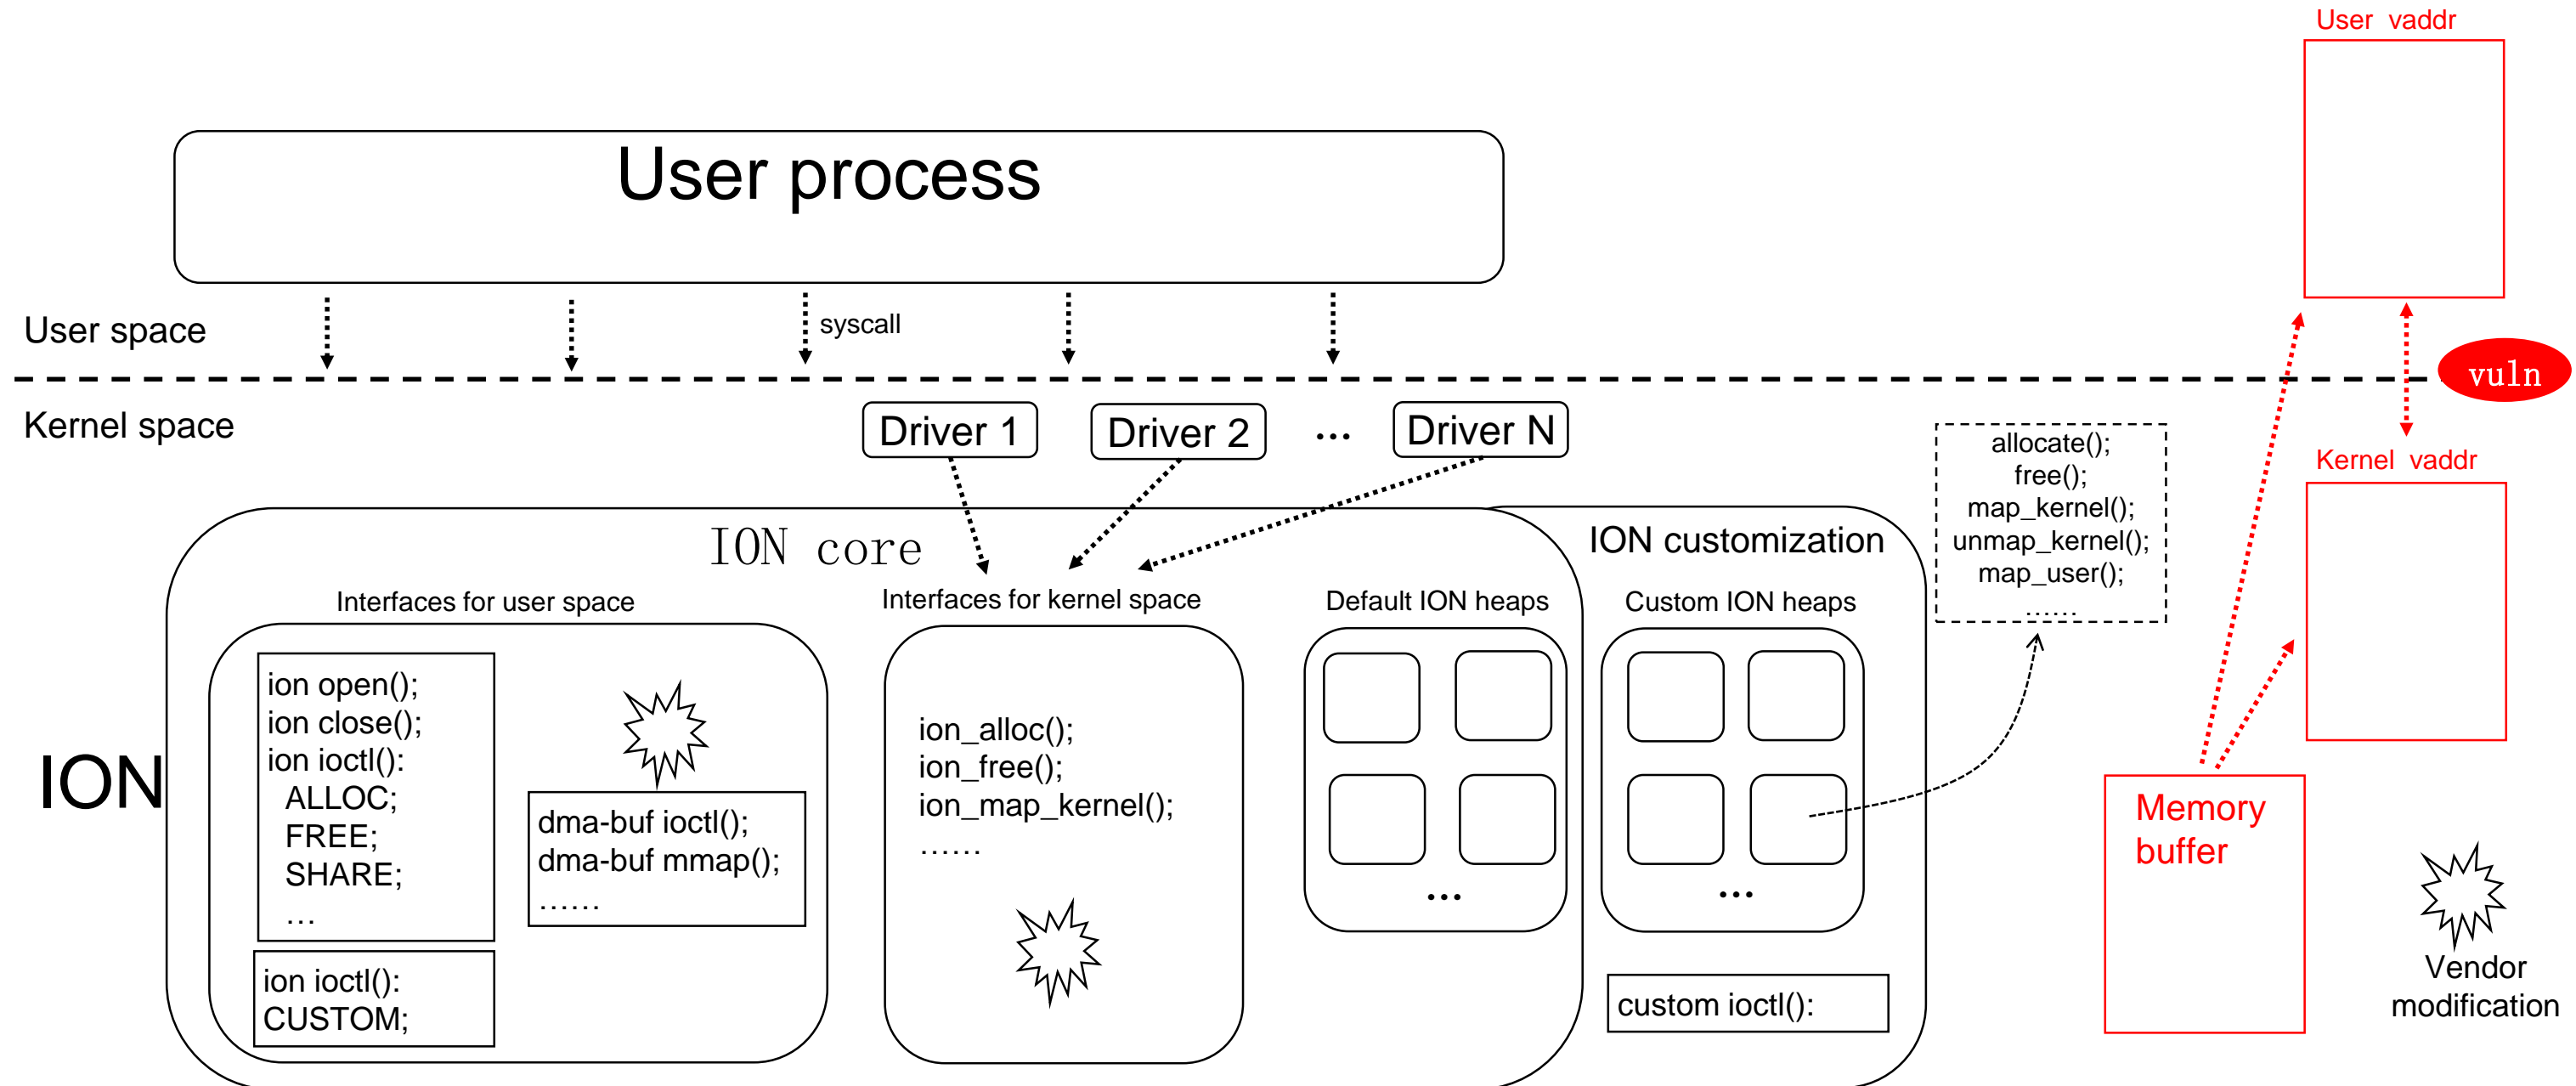 User vaddr
User process
User space
syscall
vuln
Kernel space
Driver 1
Driver 2
...
Driver N
allocate();
free();
map_kernel();
unmap_kernel();
map_user();
......
Kernel vaddr
ION core
ION customization
Interfaces for user space
Interfaces for kernel space
Default ION heaps
Custom ION heaps
ion open();
ion close();
ion ioctl():
ALLOC;
FREE;
SHARE;
...
dma-buf ioctl();
dma-buf mmap();
......
ion ioctl():
CUSTOM;
ion_alloc();
ion_free();
ion_map_kernel();
......
...
...
custom ioctl():
ION
Memory
buffer
Vendor
modification